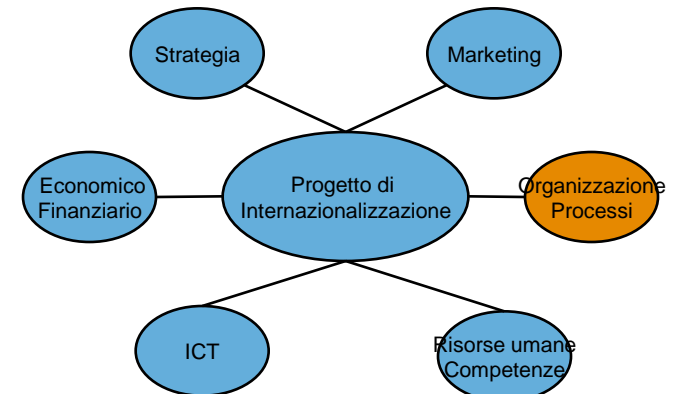 Strategia
Marketing
Economico
Finanziario
Progetto di
Internazionalizzazione
Organizzazione
Processi
ICT
Risorse umane
Competenze